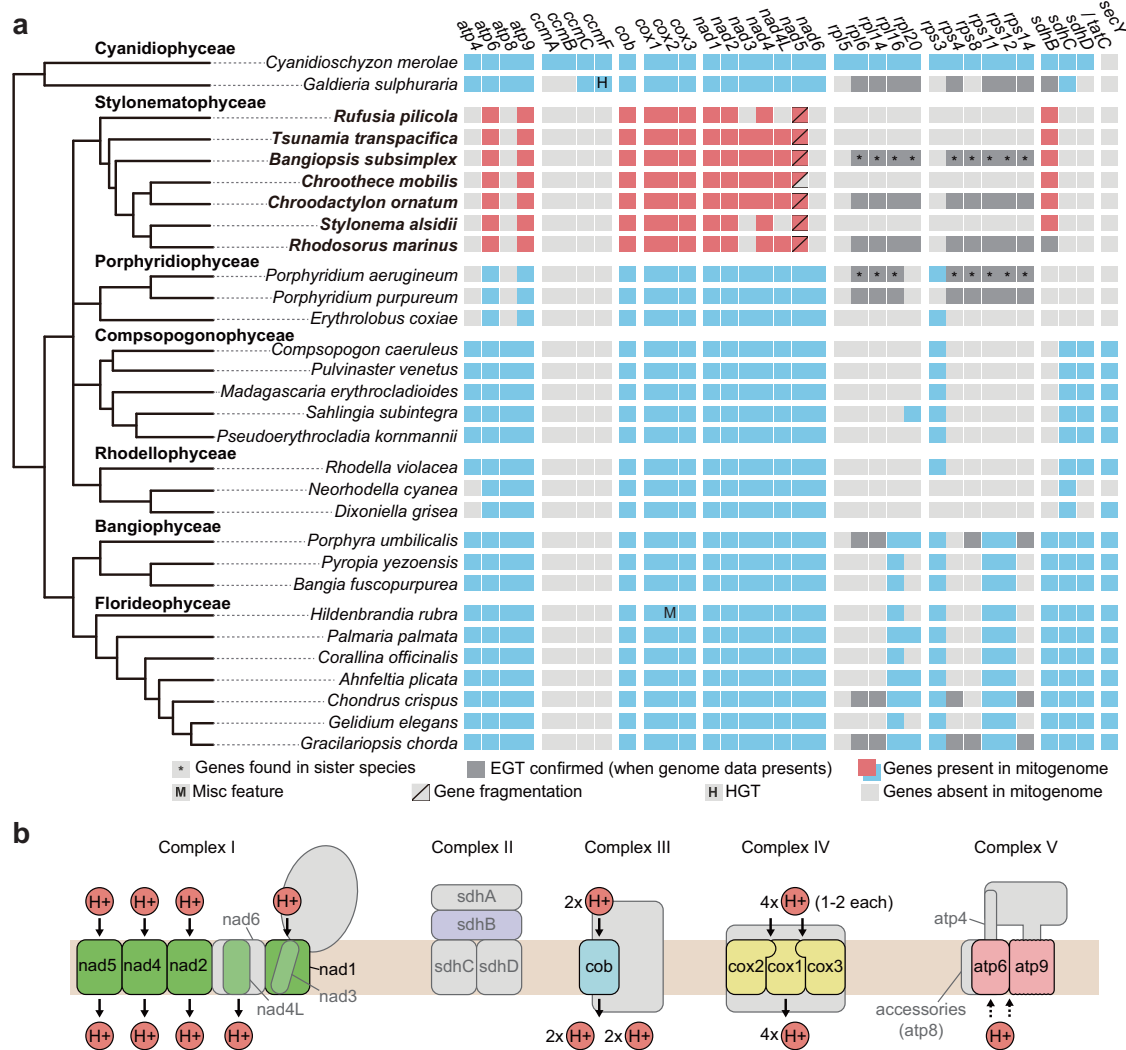 a
atp4 atp6 atp8 atp9 ccmA ccmB ccmC ccmF cob cox1 cox2 cox3 nad1 nad2 nad3 nad4 nad4L nad5 nad6 rpl5 rpl6 rpl14 rpl16 rpl20 rps3 rps4 rps8 rps11 rps12 rps14 sdhB sdhC sdhD / tatC secY
Cyanidiophyceae
Cyanidioschyzon merolae
Galdieria sulphuraria H
Stylonematophyceae
Rufusia pilicola
Tsunamia transpacifica
Bangiopsis subsimplex * * * * * * * * *
Chroothece mobilis
Chroodactylon ornatum
Stylonema alsidii
Rhodosorus marinus
Porphyridiophyceae
Porphyridium aerugineum * * * * * * * *
Porphyridium purpureum
Erythrolobus coxiae
Compsopogonophyceae
Compsopogon caeruleus
Pulvinaster venetus
Madagascaria erythrocladioides
Sahlingia subintegra
Pseudoerythrocladia kornmannii
Rhodellophyceae
Rhodella violacea
Neorhodella cyanea
Dixoniella grisea
Bangiophyceae
Porphyra umbilicalis
Pyropia yezoensis
Bangia fuscopurpurea
Florideophyceae
Hildenbrandia rubra M
Palmaria palmata
Corallina officinalis
Ahnfeltia plicata
Chondrus crispus
Gelidium elegans
Gracilariopsis chorda
* Genes found in sister species EGT confirmed (when genome data presents) Genes present in mitogenome
M Misc feature Gene fragmentation H HGT Genes absent in mitogenome
b
Complex I Complex II Complex III Complex IV Complex V
H+ H+ H+ H+ 2x H+ 4x H+ (1-2 each)
nad6 sdhA sdhB atp4
nad5 nad4 nad2 nad1 sdhC sdhD cob cox2 cox1 cox3 atp6 atp9
nad3
nad4L
accessories
(atp8)
H+ H+ H+ H+ 2x H+ 2x H+ 4x H+ H+